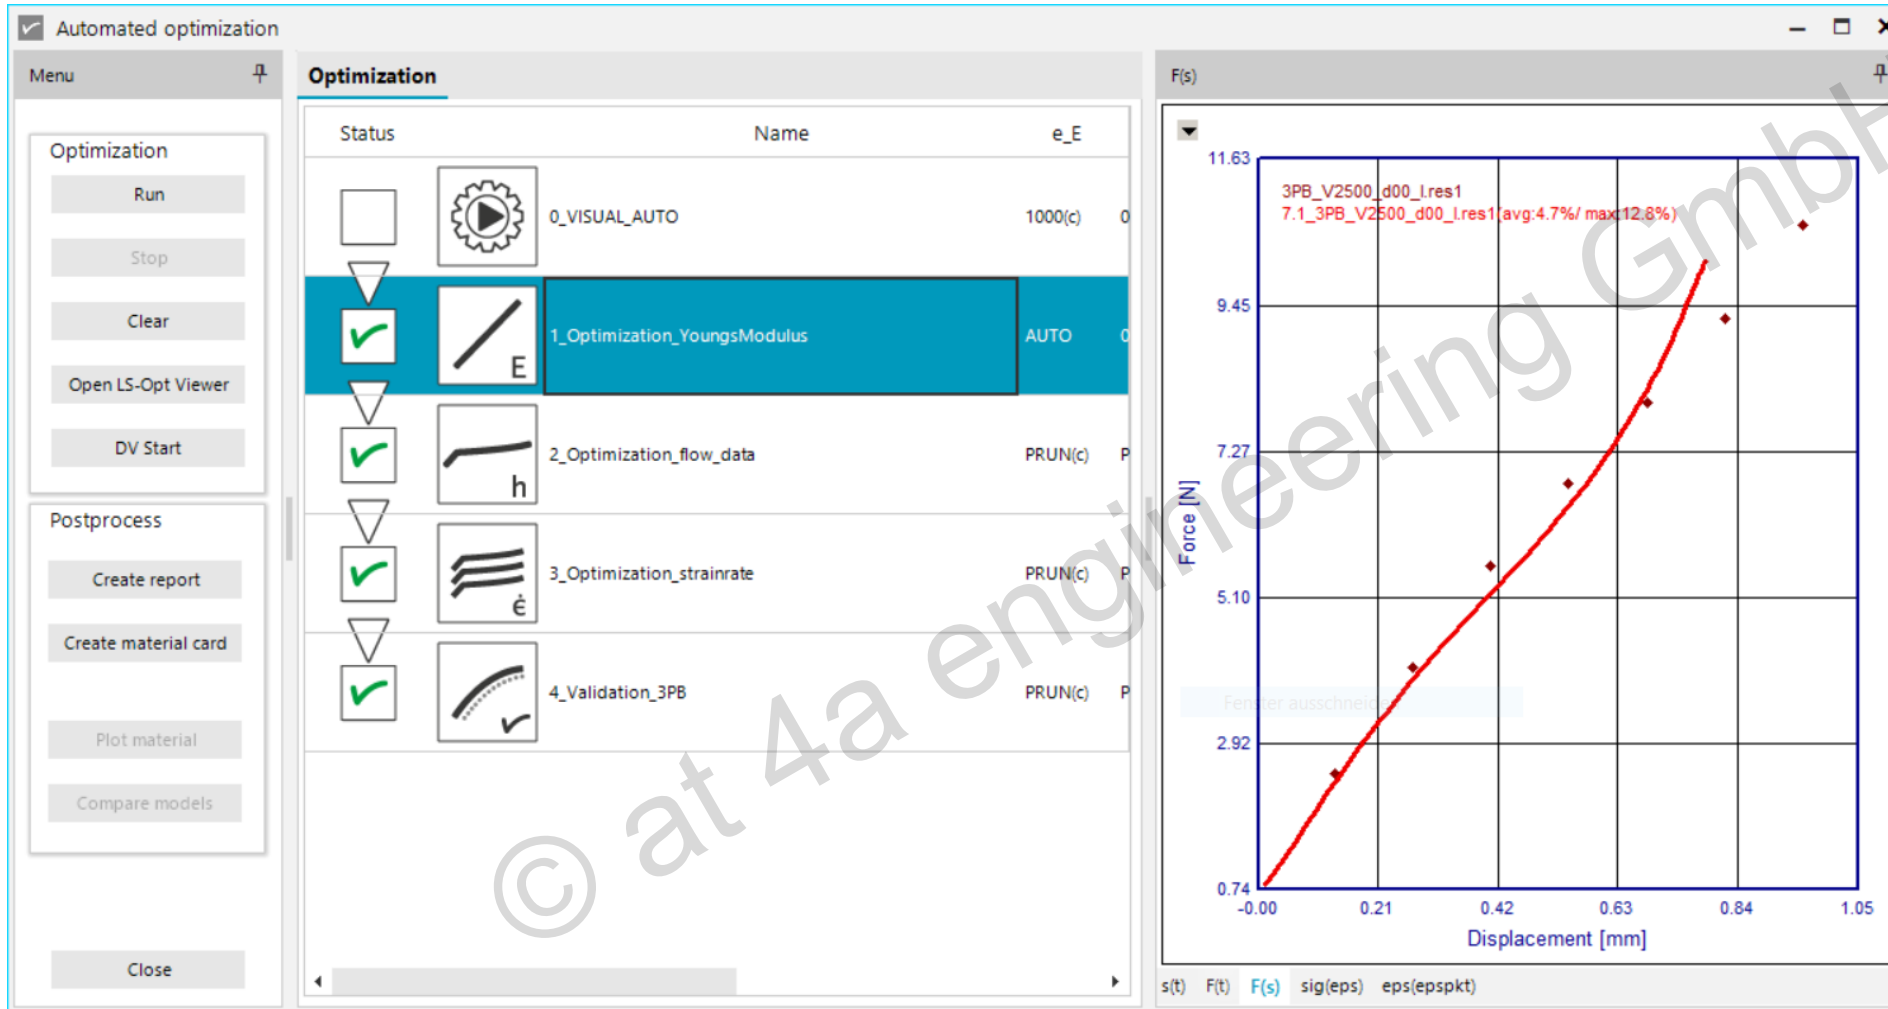 Automated optimization
Menu
Optimization
Run
Stop
Clear
Open LS-Opt Viewer
DV Start
Postprocess
Create report
Create material card
Plot material
Compare models
Close
Optimization
Status Name e_E
0_VISUAL_AUTO 1000(c) 0
1_Optimization_YoungsModulus AUTO 0
E
2_Optimization_flow_data PRUN(c) P
h
3_Optimization_strainrate PRUN(c) P
ė
4_Validation_3PB PRUN(c) P
F(s)
11.63
3PB_V2500_d00_l.res1
7.1_3PB_V2500_d00_l.res1(avg:4.7%/ max:12.8%)
9.45
7.27
Force [N]
5.10
2.92
0.74
-0.00 0.21 0.42 0.63 0.84 1.05
Displacement [mm]
Fenster ausschneiden
s(t) F(t) F(s) sig(eps) eps(epspkt)
© at 4a engineering GmbH